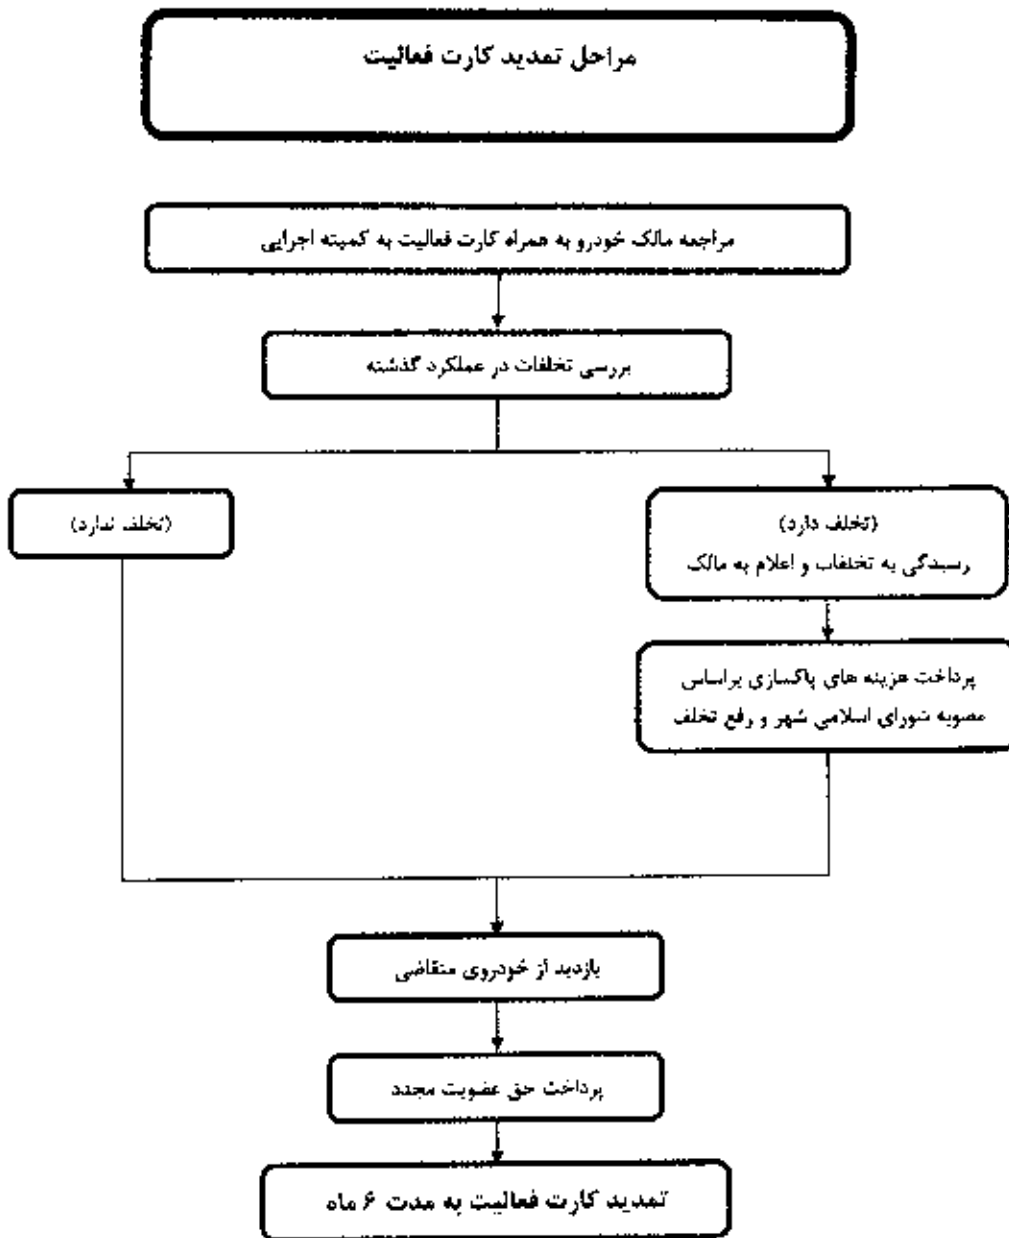 مراحل تمدید کارت فعالیت
مراجعه مالک خودرو به همراه کارت فعالیت به کمیته اجرایی
بررسی تخلفات در عملکرد گذشته
(تخلف دارد)
رسیدگی به تخلفات و اعلام به مالک
(تخلف ندارد)
پرداخت هزینه های پاکسازی براساس
مصوبه شورای اسلامی شهر و رفع تخلف
بازدید از خودروی متقاضی
پرداخت حق عضویت مجدد
تمدید کارت فعالیت به مدت ۶ ماه